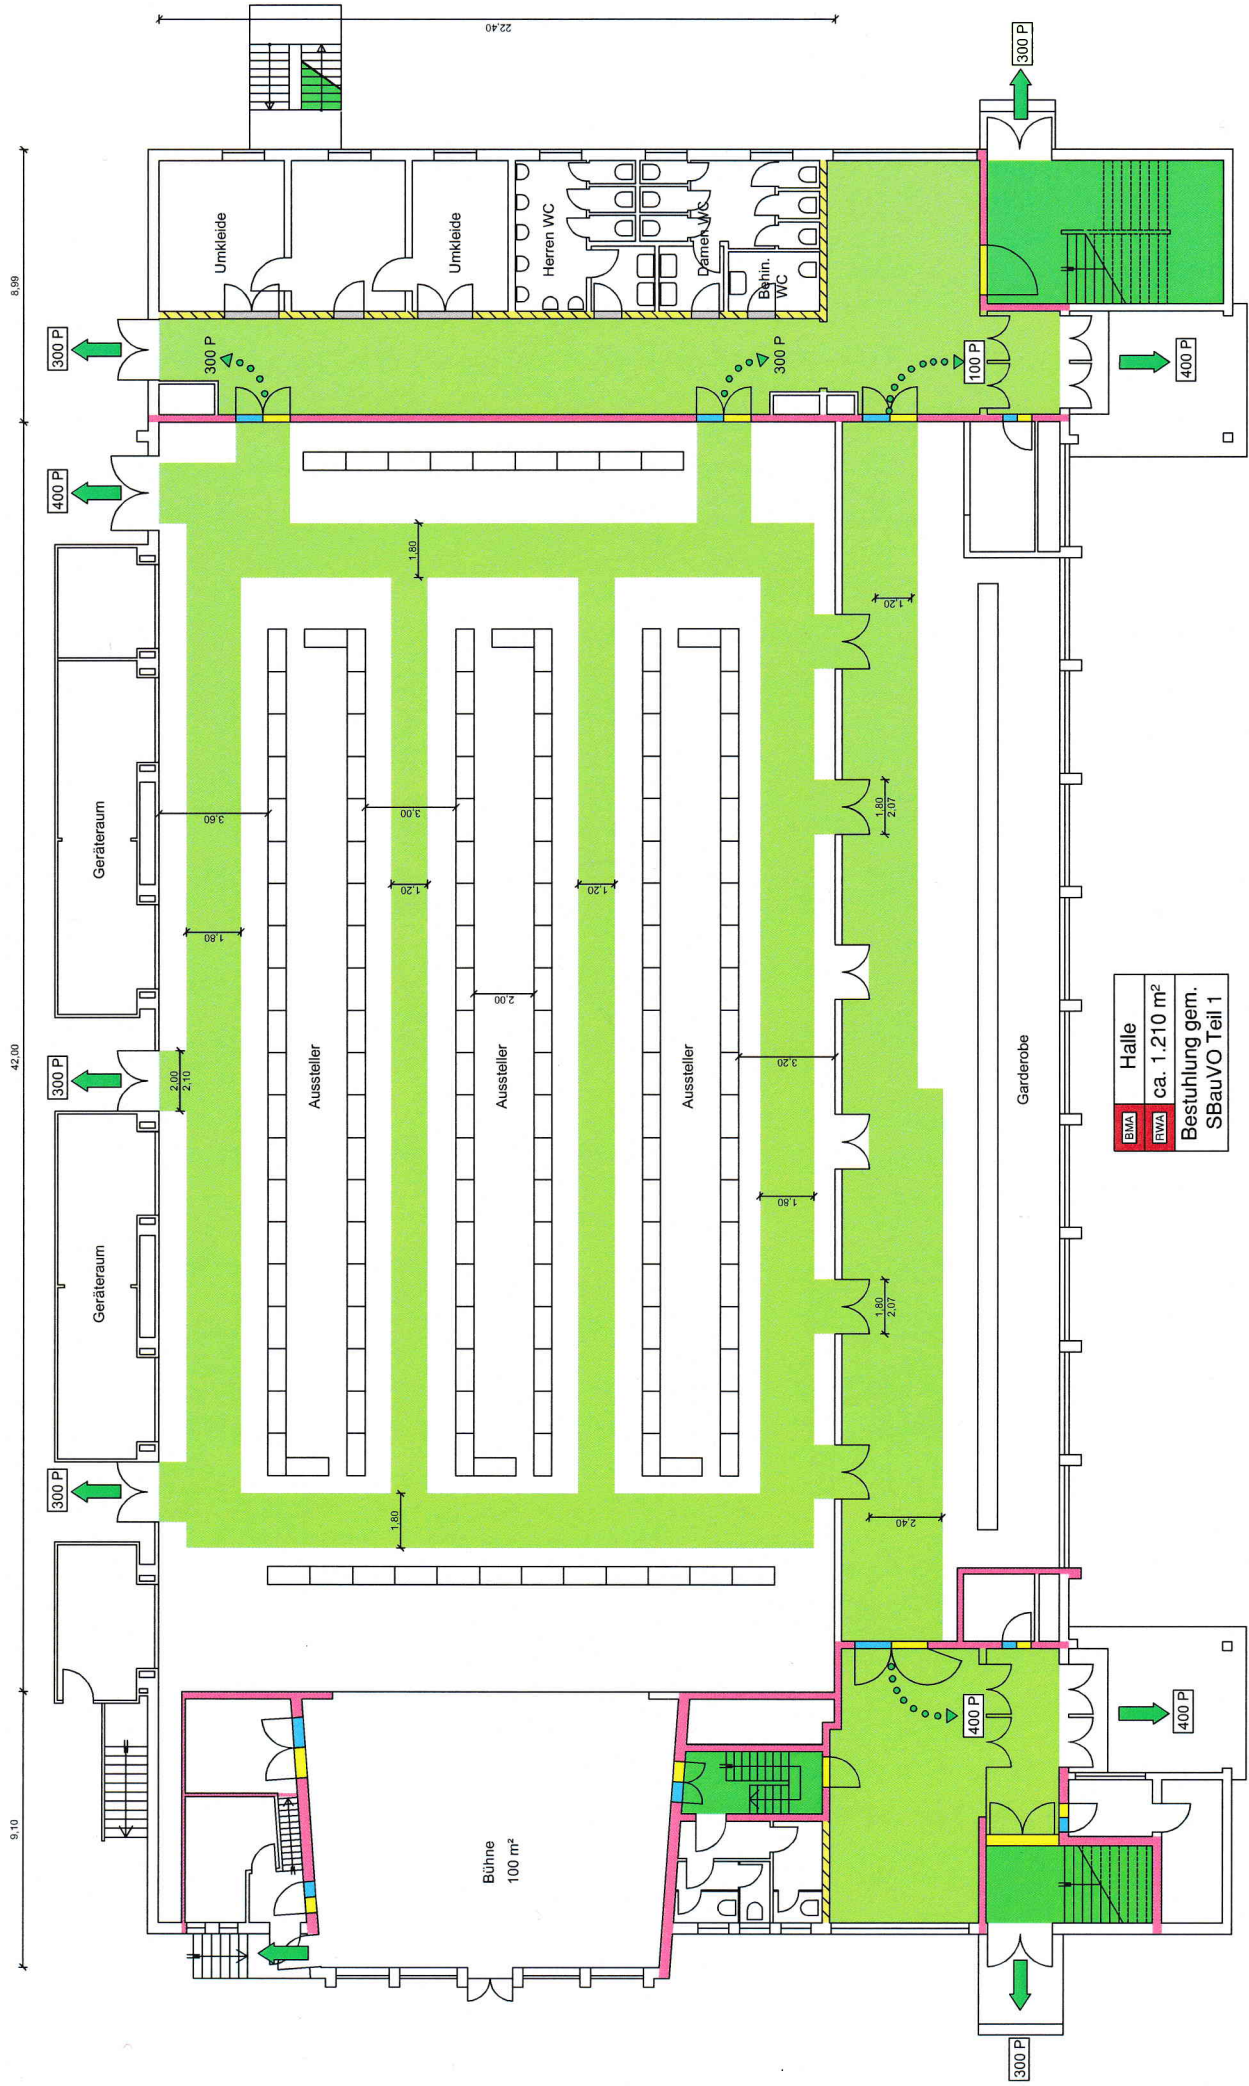 22,40
8,99
42,00
9,10
300 P
300 P
400 P
300 P
300 P
400 P
400 P
300 P
Umkleide
Umkleide
Herren WC
Damen WC
Behin.
WC
300 P
300 P
100 P
400 P
Geräteraum
Geräteraum
1,80
3,60
3,00
1,20
1,20
1,20
1,80
2,07
1,80
2,00
2,00
2,10
3,20
1,80
1,80
2,07
1,80
2,40
Aussteller
Aussteller
Aussteller
Garderobe
Bühne
100 m²
BMA Halle
RWA ca. 1.210 m²
Bestuhlung gem.
SBauVO Teil 1